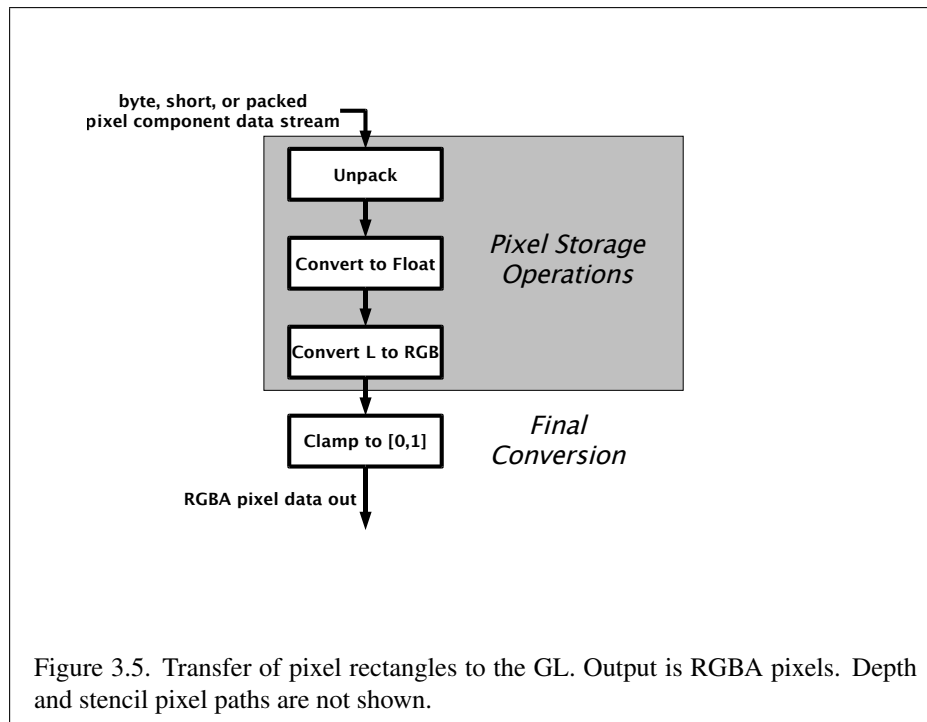 byte, short, or packed
pixel component data stream
Unpack
Convert to Float
Pixel Storage
Operations
Convert L to RGB
Clamp to [0,1]
Final
Conversion
RGBA pixel data out
Figure 3.5. Transfer of pixel rectangles to the GL. Output is RGBA pixels. Depth
and stencil pixel paths are not shown.